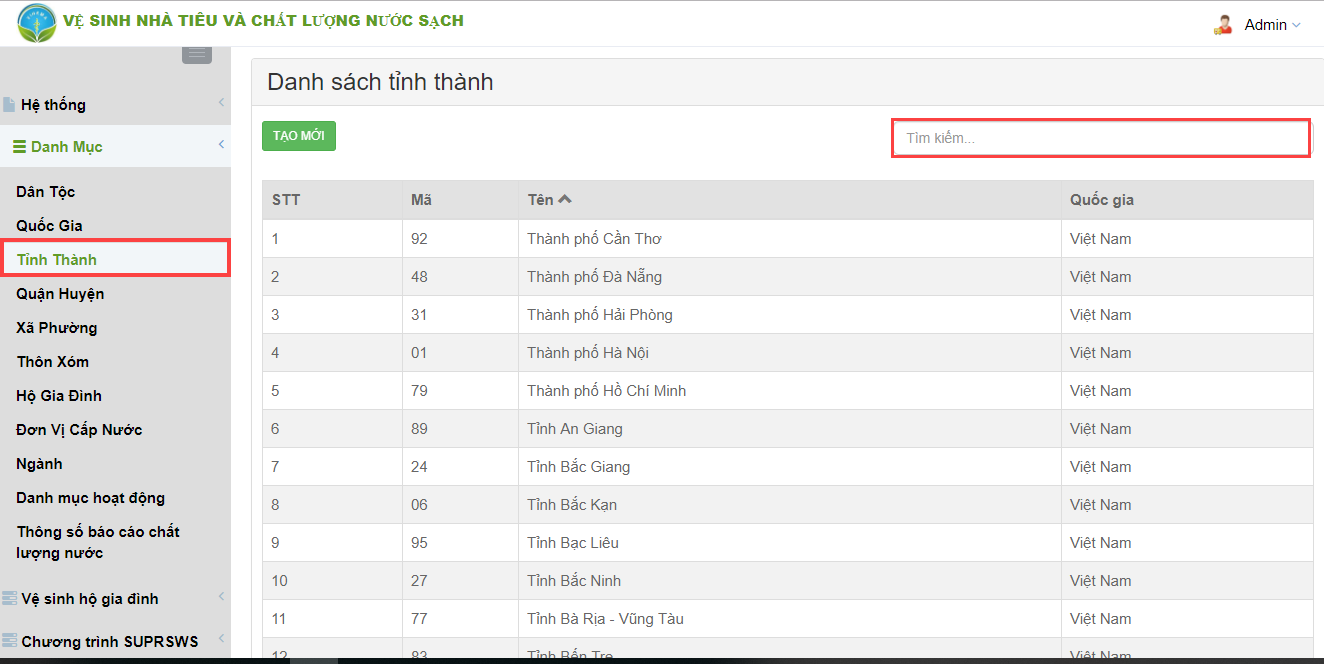 VỆ SINH NHÀ TIÊU VÀ CHẤT LƯỢNG NƯỚC SẠCH
Admin
Hệ thống
Danh Mục
Dân Tộc
Quốc Gia
Tỉnh Thành
Quận Huyện
Xã Phường
Thôn Xóm
Hộ Gia Đình
Đơn Vị Cấp Nước
Ngành
Danh mục hoạt động
Thông số báo cáo chất
lượng nước
Vệ sinh hộ gia đình
Chương trình SUPRSWS
Danh sách tỉnh thành
TẠO MỚI
Tìm kiếm...
STT Mã Tên Quốc gia
1 92 Thành phố Cần Thơ Việt Nam
2 48 Thành phố Đà Nẵng Việt Nam
3 31 Thành phố Hải Phòng Việt Nam
4 01 Thành phố Hà Nội Việt Nam
5 79 Thành phố Hồ Chí Minh Việt Nam
6 89 Tỉnh An Giang Việt Nam
7 24 Tỉnh Bắc Giang Việt Nam
8 06 Tỉnh Bắc Kạn Việt Nam
9 95 Tỉnh Bạc Liêu Việt Nam
10 27 Tỉnh Bắc Ninh Việt Nam
11 77 Tỉnh Bà Rịa - Vũng Tàu Việt Nam
12 83 Tỉnh Bến Tre Việt Nam